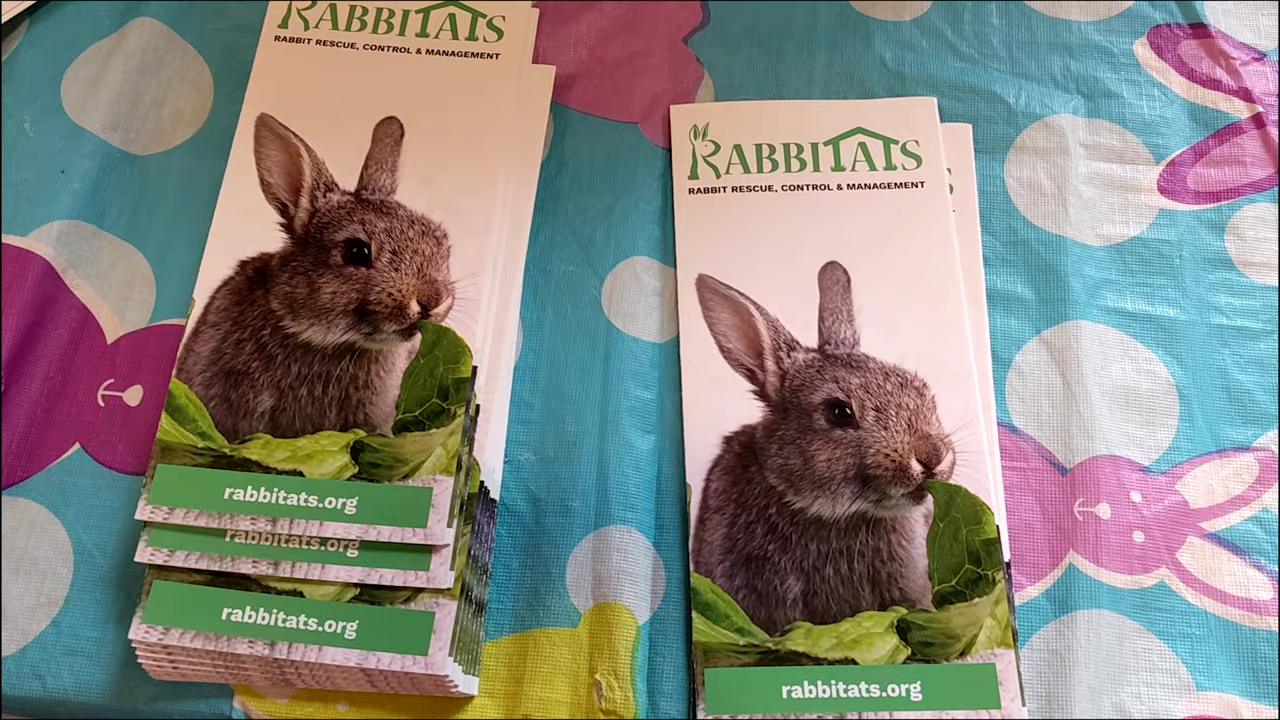 RABBITATS
RABBIT RESCUE, CONTROL & MANAGEMENT
rabbitats.org
rabbitats.org
rabbitats.org
RABBITATS
RABBIT RESCUE, CONTROL & MANAGEMENT
rabbitats.org